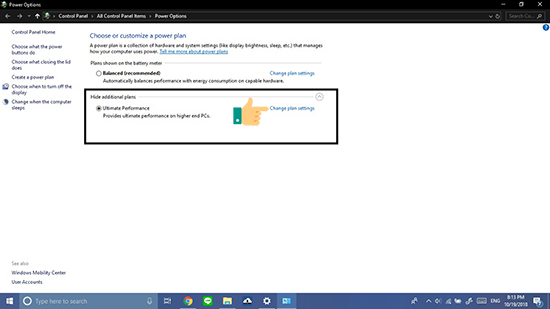 Power Options
Control Panel > All Control Panel Items > Power Options
Search Co...
Control Panel Home
Choose what the power buttons do
Choose what closing the lid does
Create a power plan
Choose when to turn off the display
Change when the computer sleeps
Choose or customize a power plan
A power plan is a collection of hardware and system settings (like display brightness, sleep, etc.) that manages
how your computer uses power. Tell me more about power plans
Plans shown on the battery meter
Balanced (recommended)
Change plan settings
Automatically balances performance with energy consumption on capable hardware.
Hide additional plans
Ultimate Performance
Change plan settings
Provides ultimate performance on higher end PCs.
See also
Windows Mobility Center
User Accounts
Type here to search
ENG
8:13 PM
10/19/2018